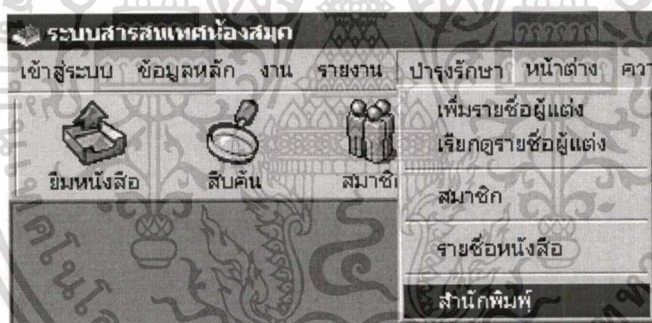 ระบบสารสนเทศห้องสมุด
เข้าสู่ระบบ ข้อมูลหลัก งาน รายงาน บำรุงรักษา หน้าต่าง
เพิ่มรายชื่อผู้แต่ง
เรียกดูรายชื่อผู้แต่ง
ยืมหนังสือ สืบค้น สมาชิ
สมาชิก
รายชื่อหนังสือ
สำนักพิมพ์